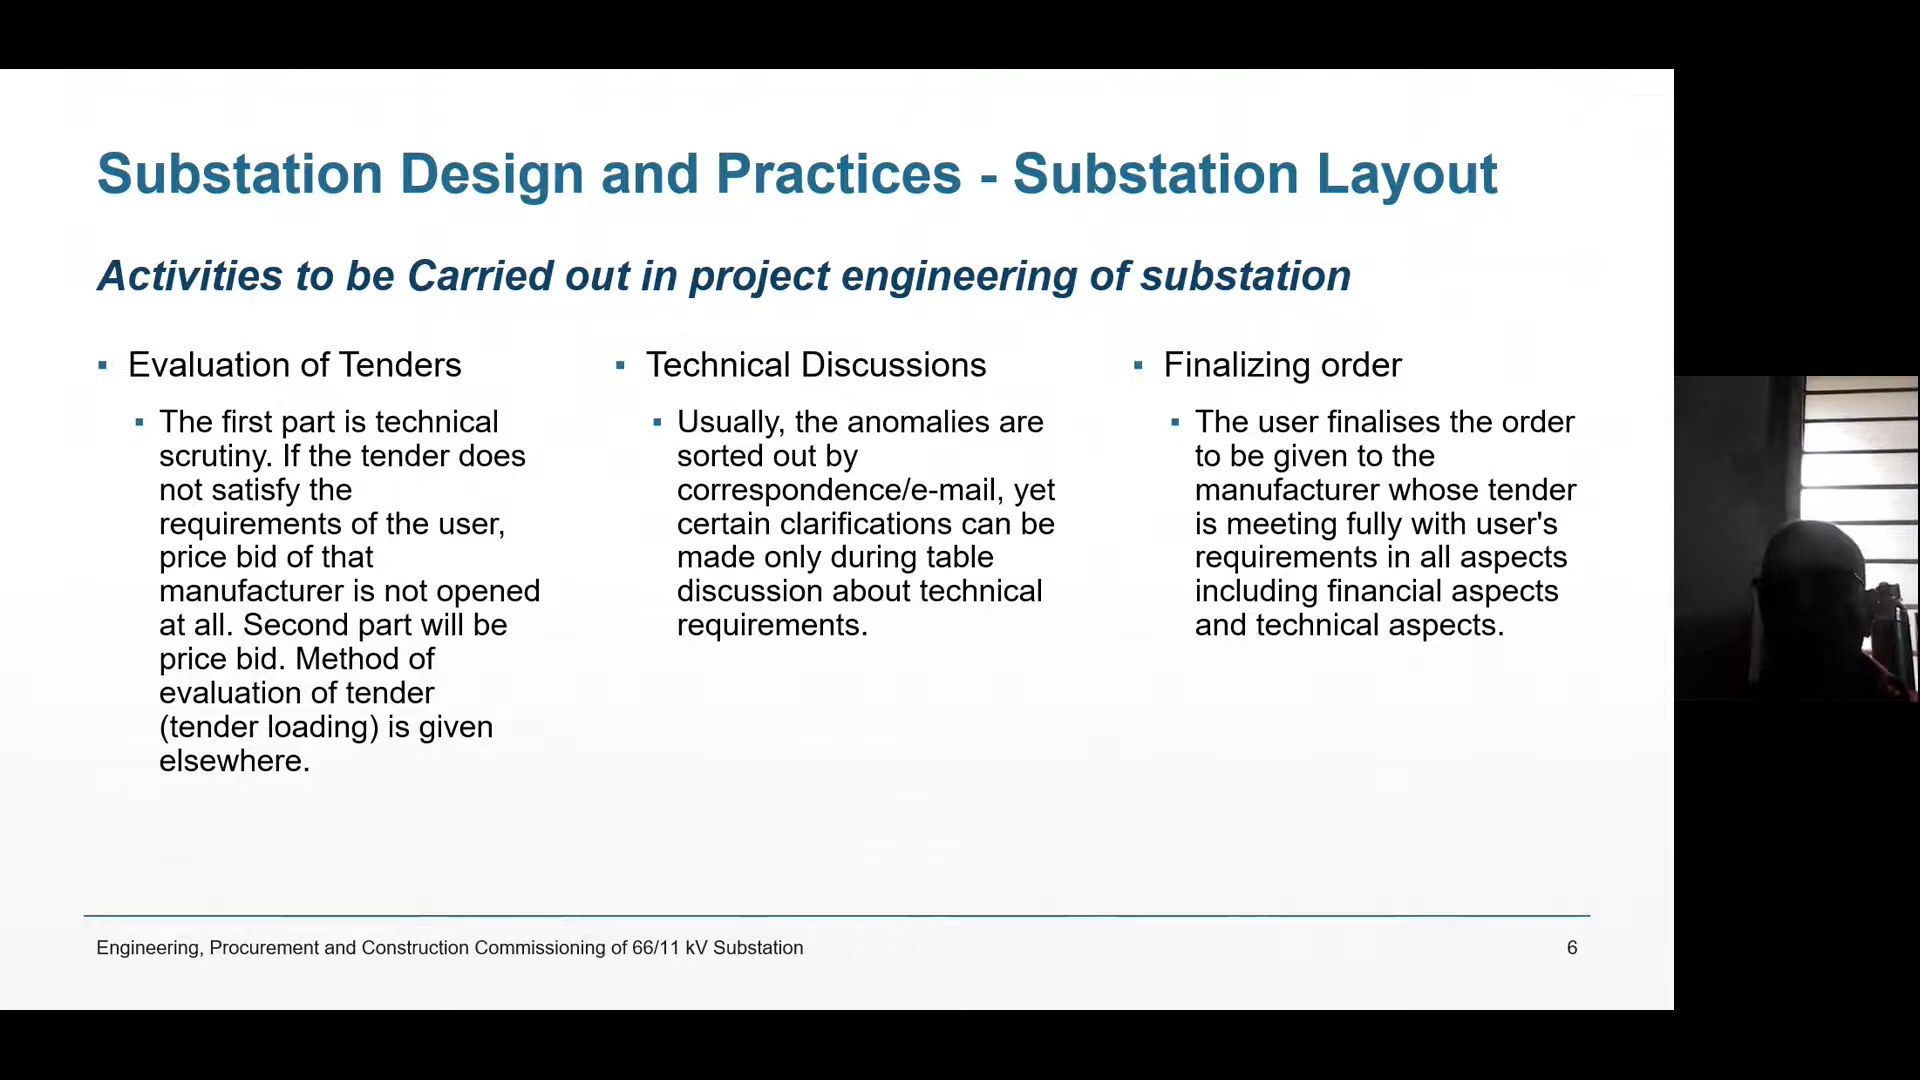 Substation Design and Practices - Substation Layout
Activities to be Carried out in project engineering of substation
▪ Evaluation of Tenders
▪ The first part is technical
scrutiny. If the tender does
not satisfy the
requirements of the user,
price bid of that
manufacturer is not opened
at all. Second part will be
price bid. Method of
evaluation of tender
(tender loading) is given
elsewhere.
▪ Technical Discussions
▪ Usually, the anomalies are
sorted out by
correspondence/e-mail, yet
certain clarifications can be
made only during table
discussion about technical
requirements.
▪ Finalizing order
▪ The user finalises the order
to be given to the
manufacturer whose tender
is meeting fully with user's
requirements in all aspects
including financial aspects
and technical aspects.
Engineering, Procurement and Construction Commissioning of 66/11 kV Substation
6